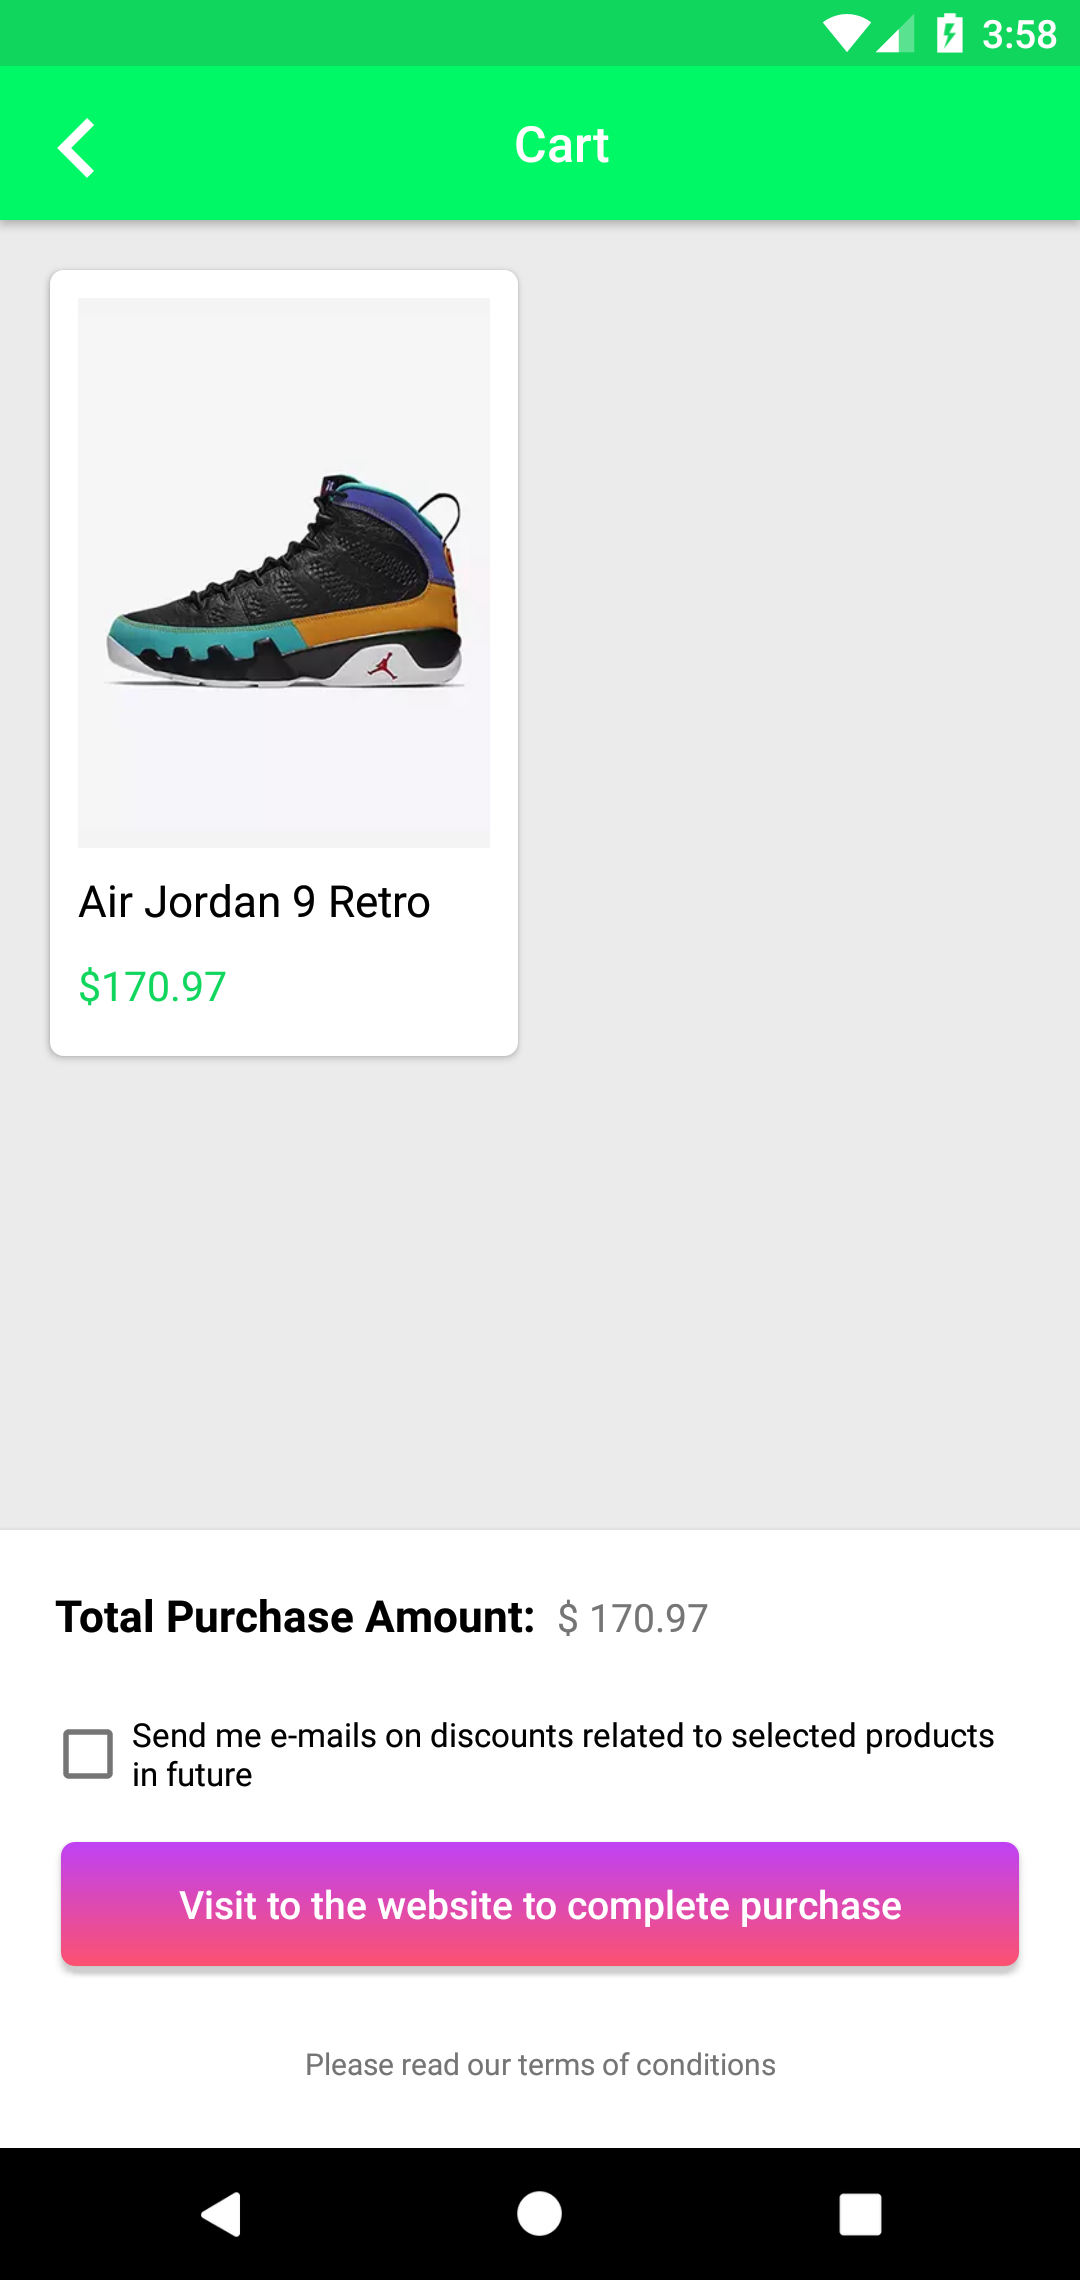 3:58
Cart
Air Jordan 9 Retro
$170.97
Total Purchase Amount: $ 170.97
Send me e-mails on discounts related to selected products
in future
Visit to the website to complete purchase
Please read our terms of conditions